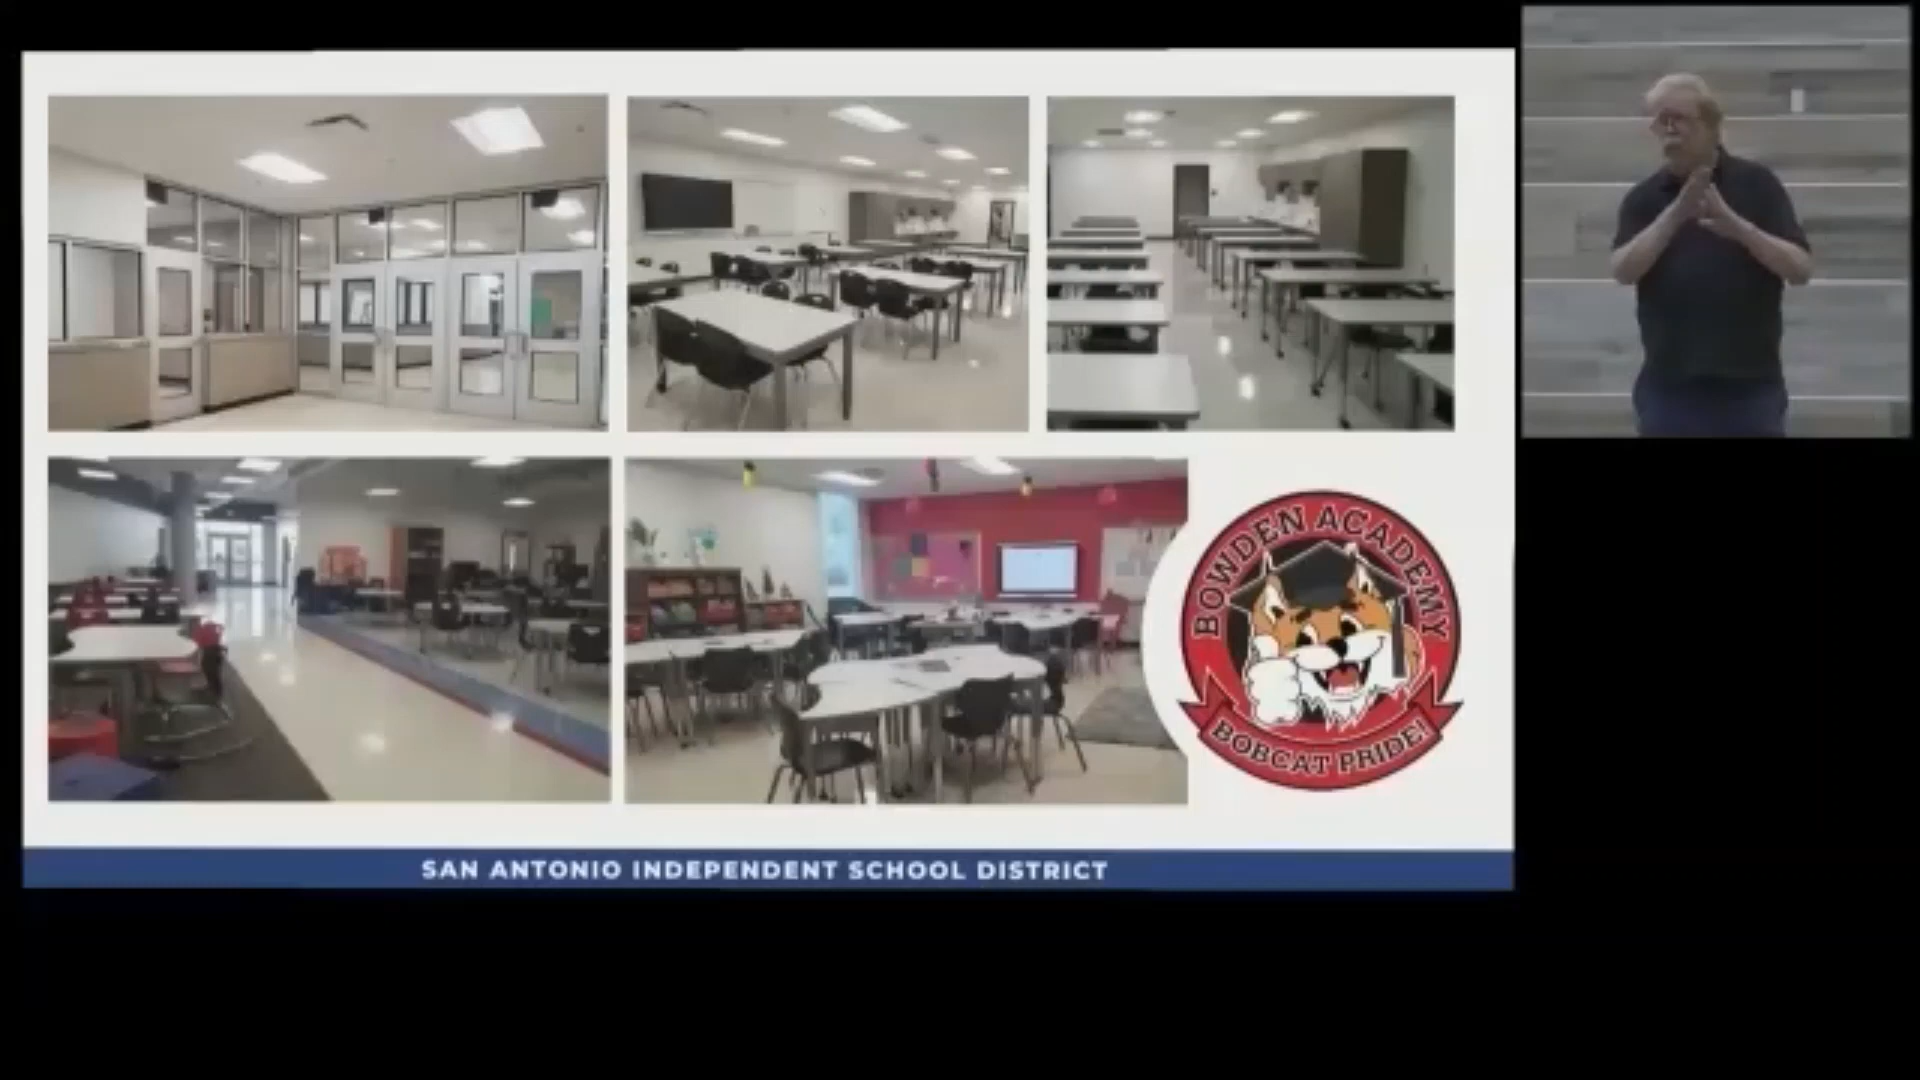 BOWDEN ACADEMY
BOBCAT PRIDE!
SAN ANTONIO INDEPENDENT SCHOOL DISTRICT